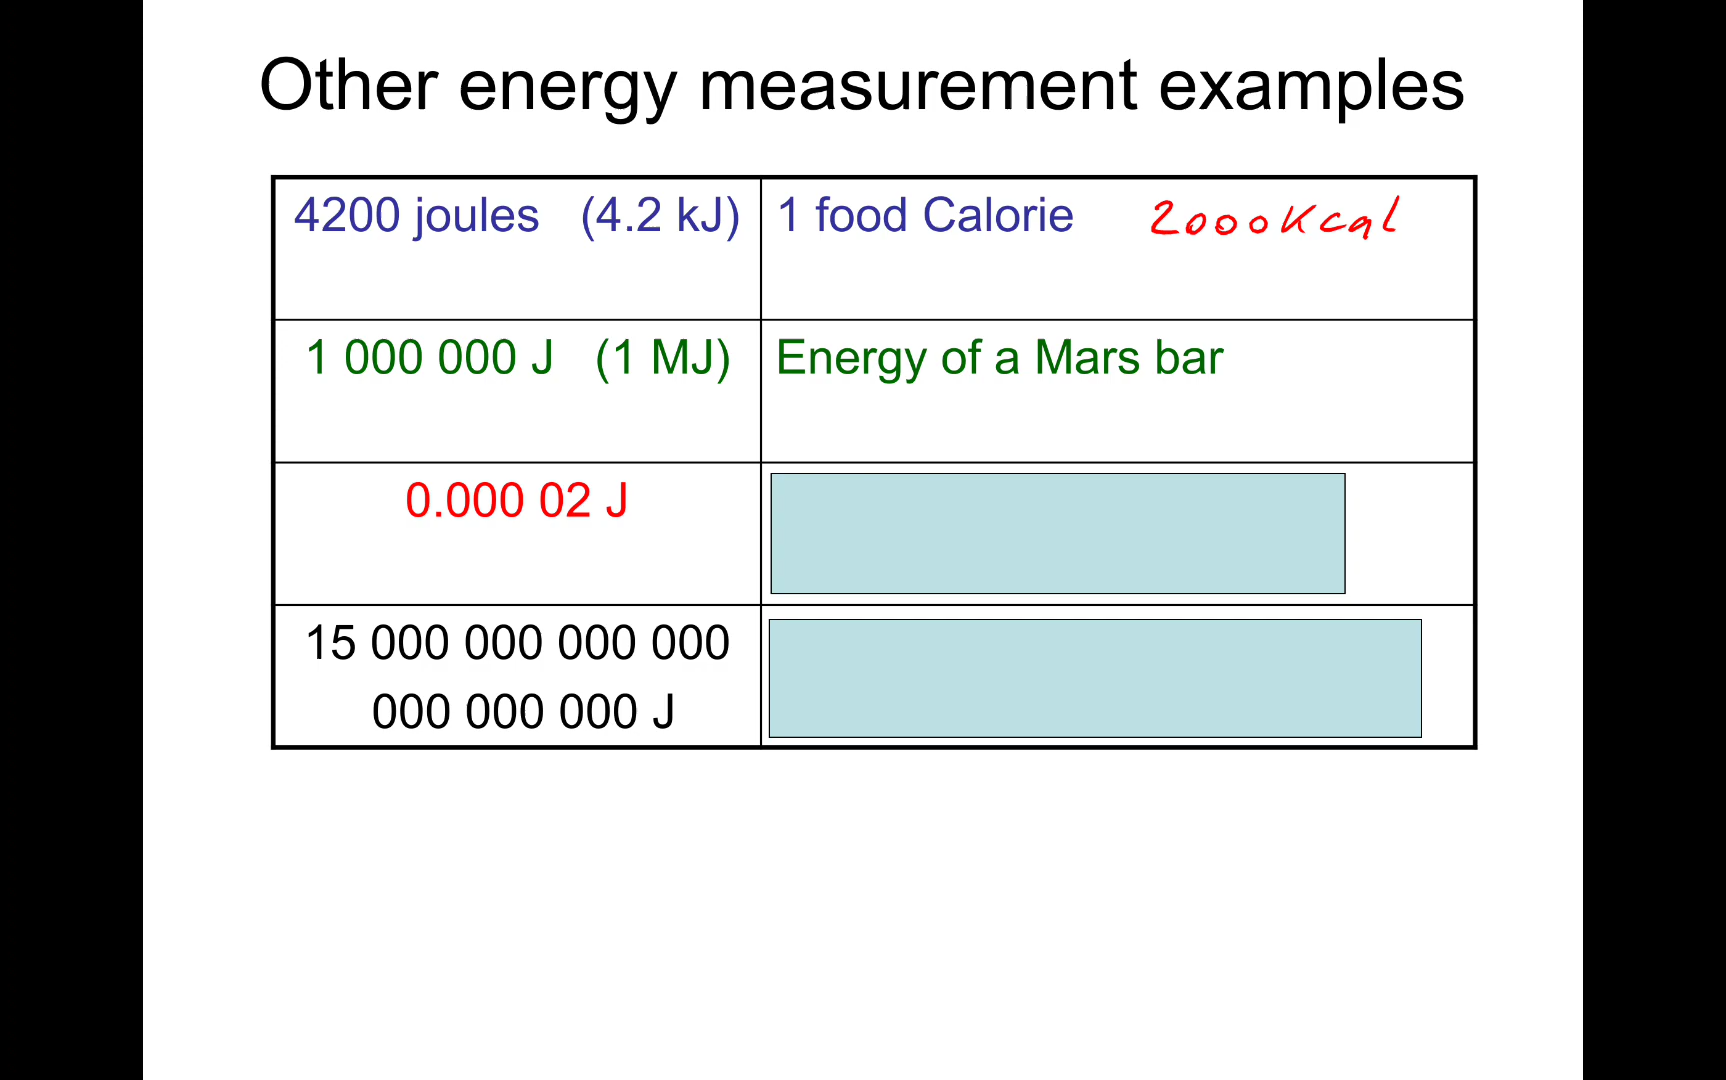 Other energy measurement examples
4200 joules (4.2 kJ)
1 food Calorie
2000Kcal
1 000 000 J (1 MJ)
Energy of a Mars bar
0.000 02 J
15 000 000 000 000
000 000 000 J